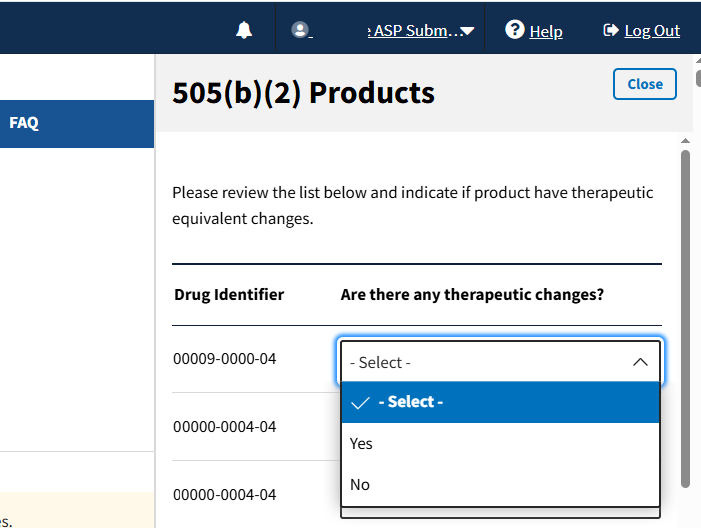 ASP Subm...
Help
Log Out
505(b)(2) Products
Close
FAQ
Please review the list below and indicate if product have therapeutic
equivalent changes.
Drug Identifier
Are there any therapeutic changes?
00009-0000-04
- Select -
- Select -
00000-0004-04
Yes
No
00000-0004-04
es.